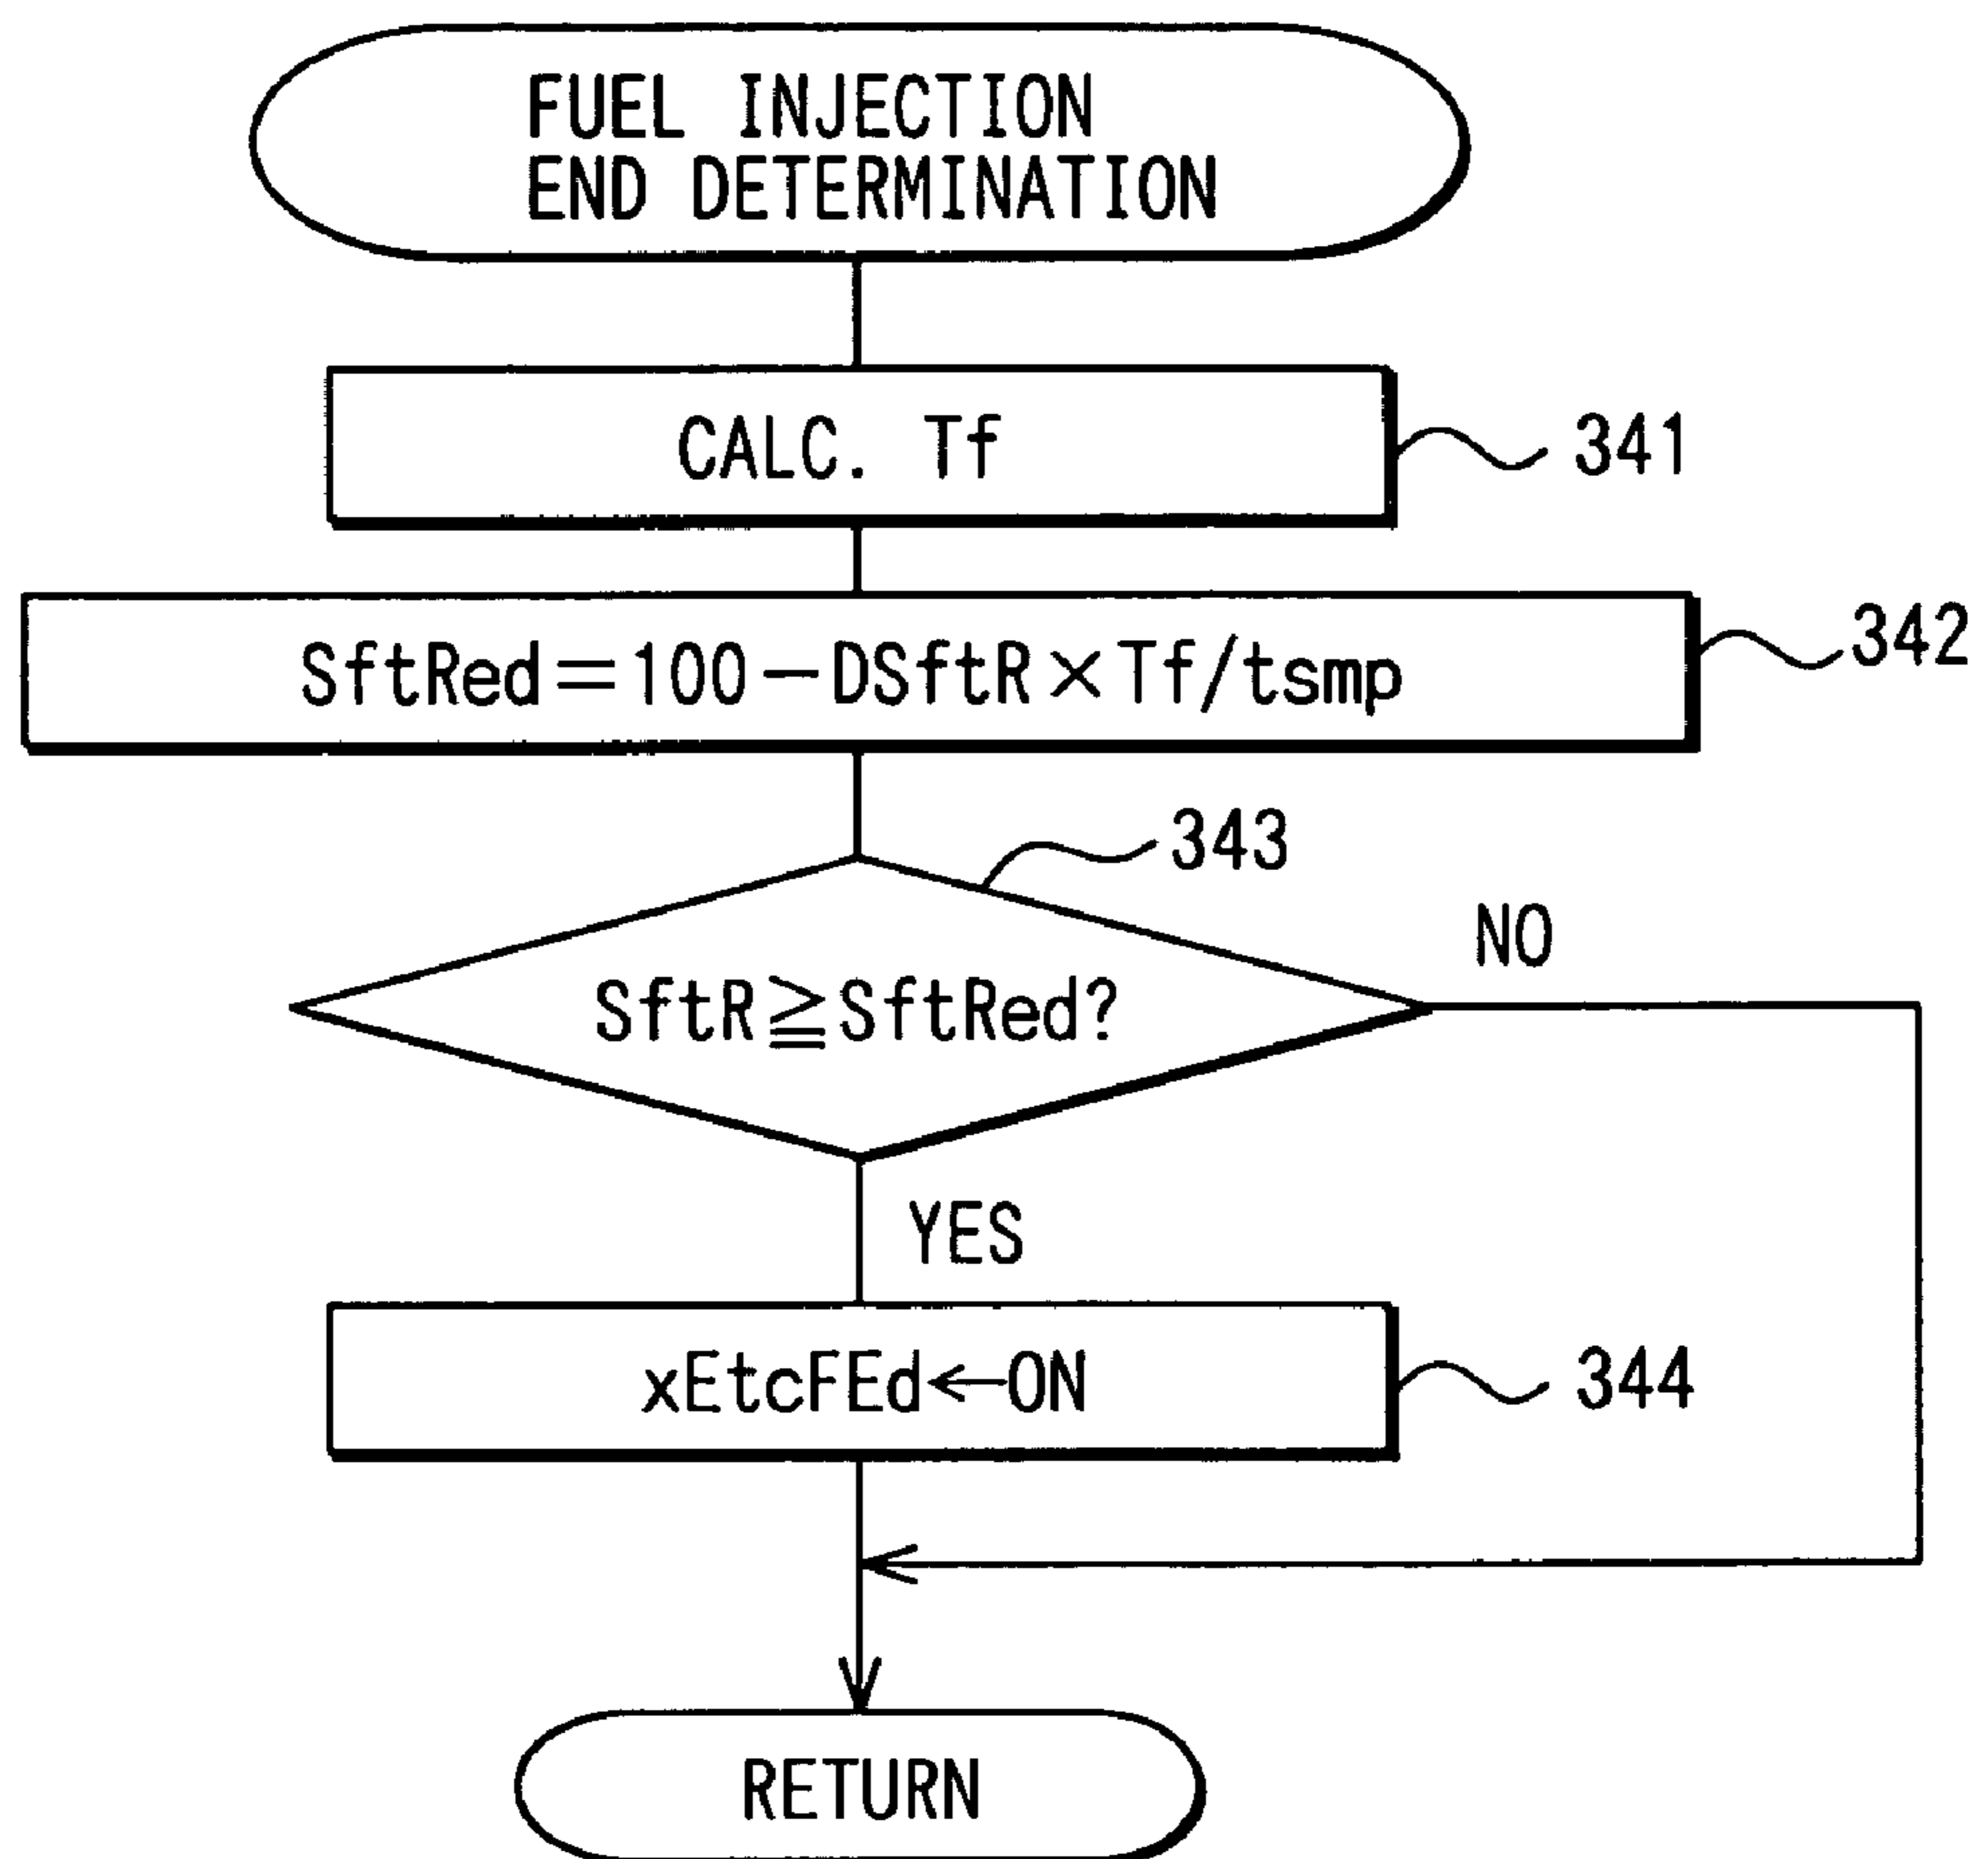 FUEL INJECTION
END DETERMINATION
CALC. Tf
341
SftRed=100-DSftR×Tf/tsmp
342
343
NO
SftR≧SftRed?
YES
xEtcFEd←ON
344
RETURN